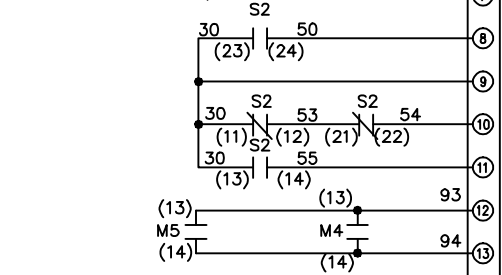 S2
30 50 8
(23) (24)
9
S2 S2
30 53 54 10
(11) (12) (21) (22)
S2
30 55 11
(13) (14)
(13) (13) 93 12
M5 M4
(14) (14) 94 13